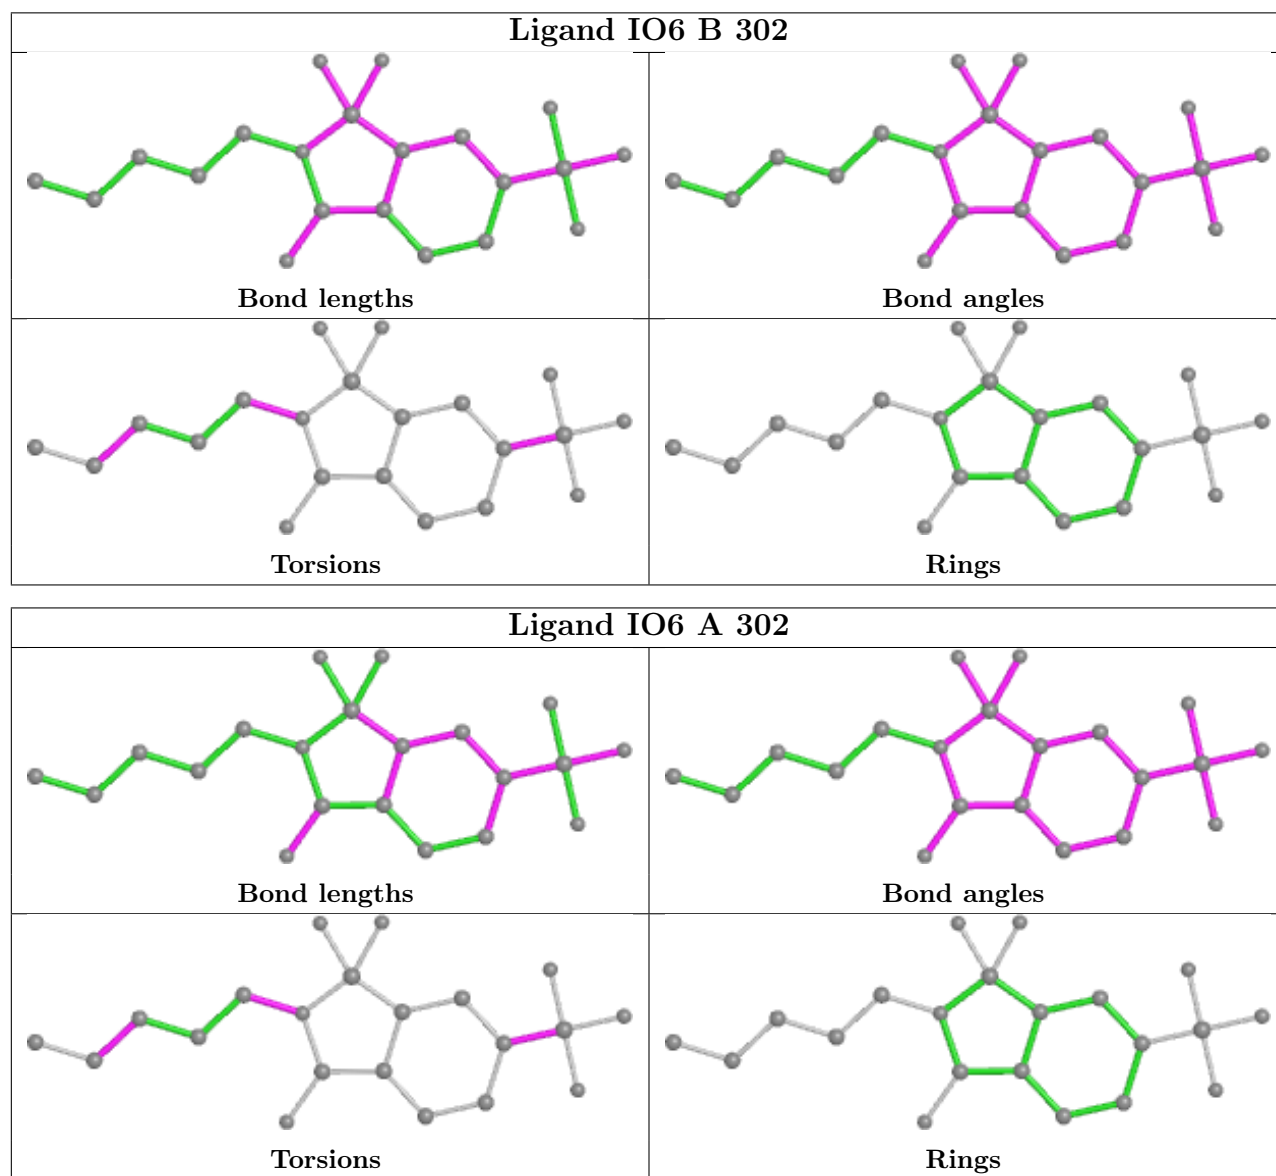 Ligand IO6 B 302
Bond lengths
Bond angles
Torsions
Rings
Ligand IO6 A 302
Bond lengths
Bond angles
Torsions
Rings